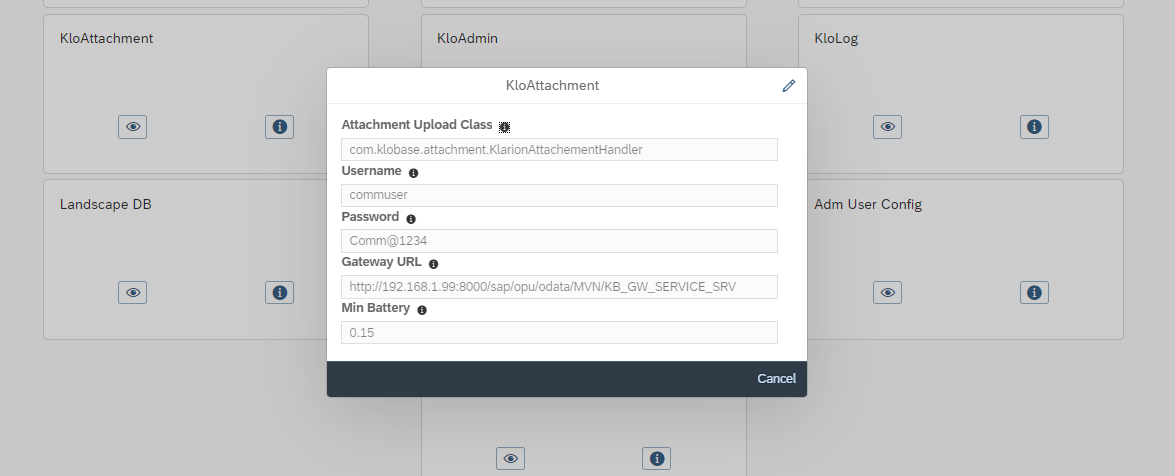 KloAttachment
KloAdmin
KloLog
KloAttachment
Attachment Upload Class
com.klobase.attachment.KlarionAttachementHandler
Username
commuser
Password
Comm@1234
Gateway URL
http://192.168.1.99:8000/sap/opu/odata/MVN/KB_GW_SERVICE_SRV
Min Battery
0.15
Cancel
Landscape DB
Adm User Config